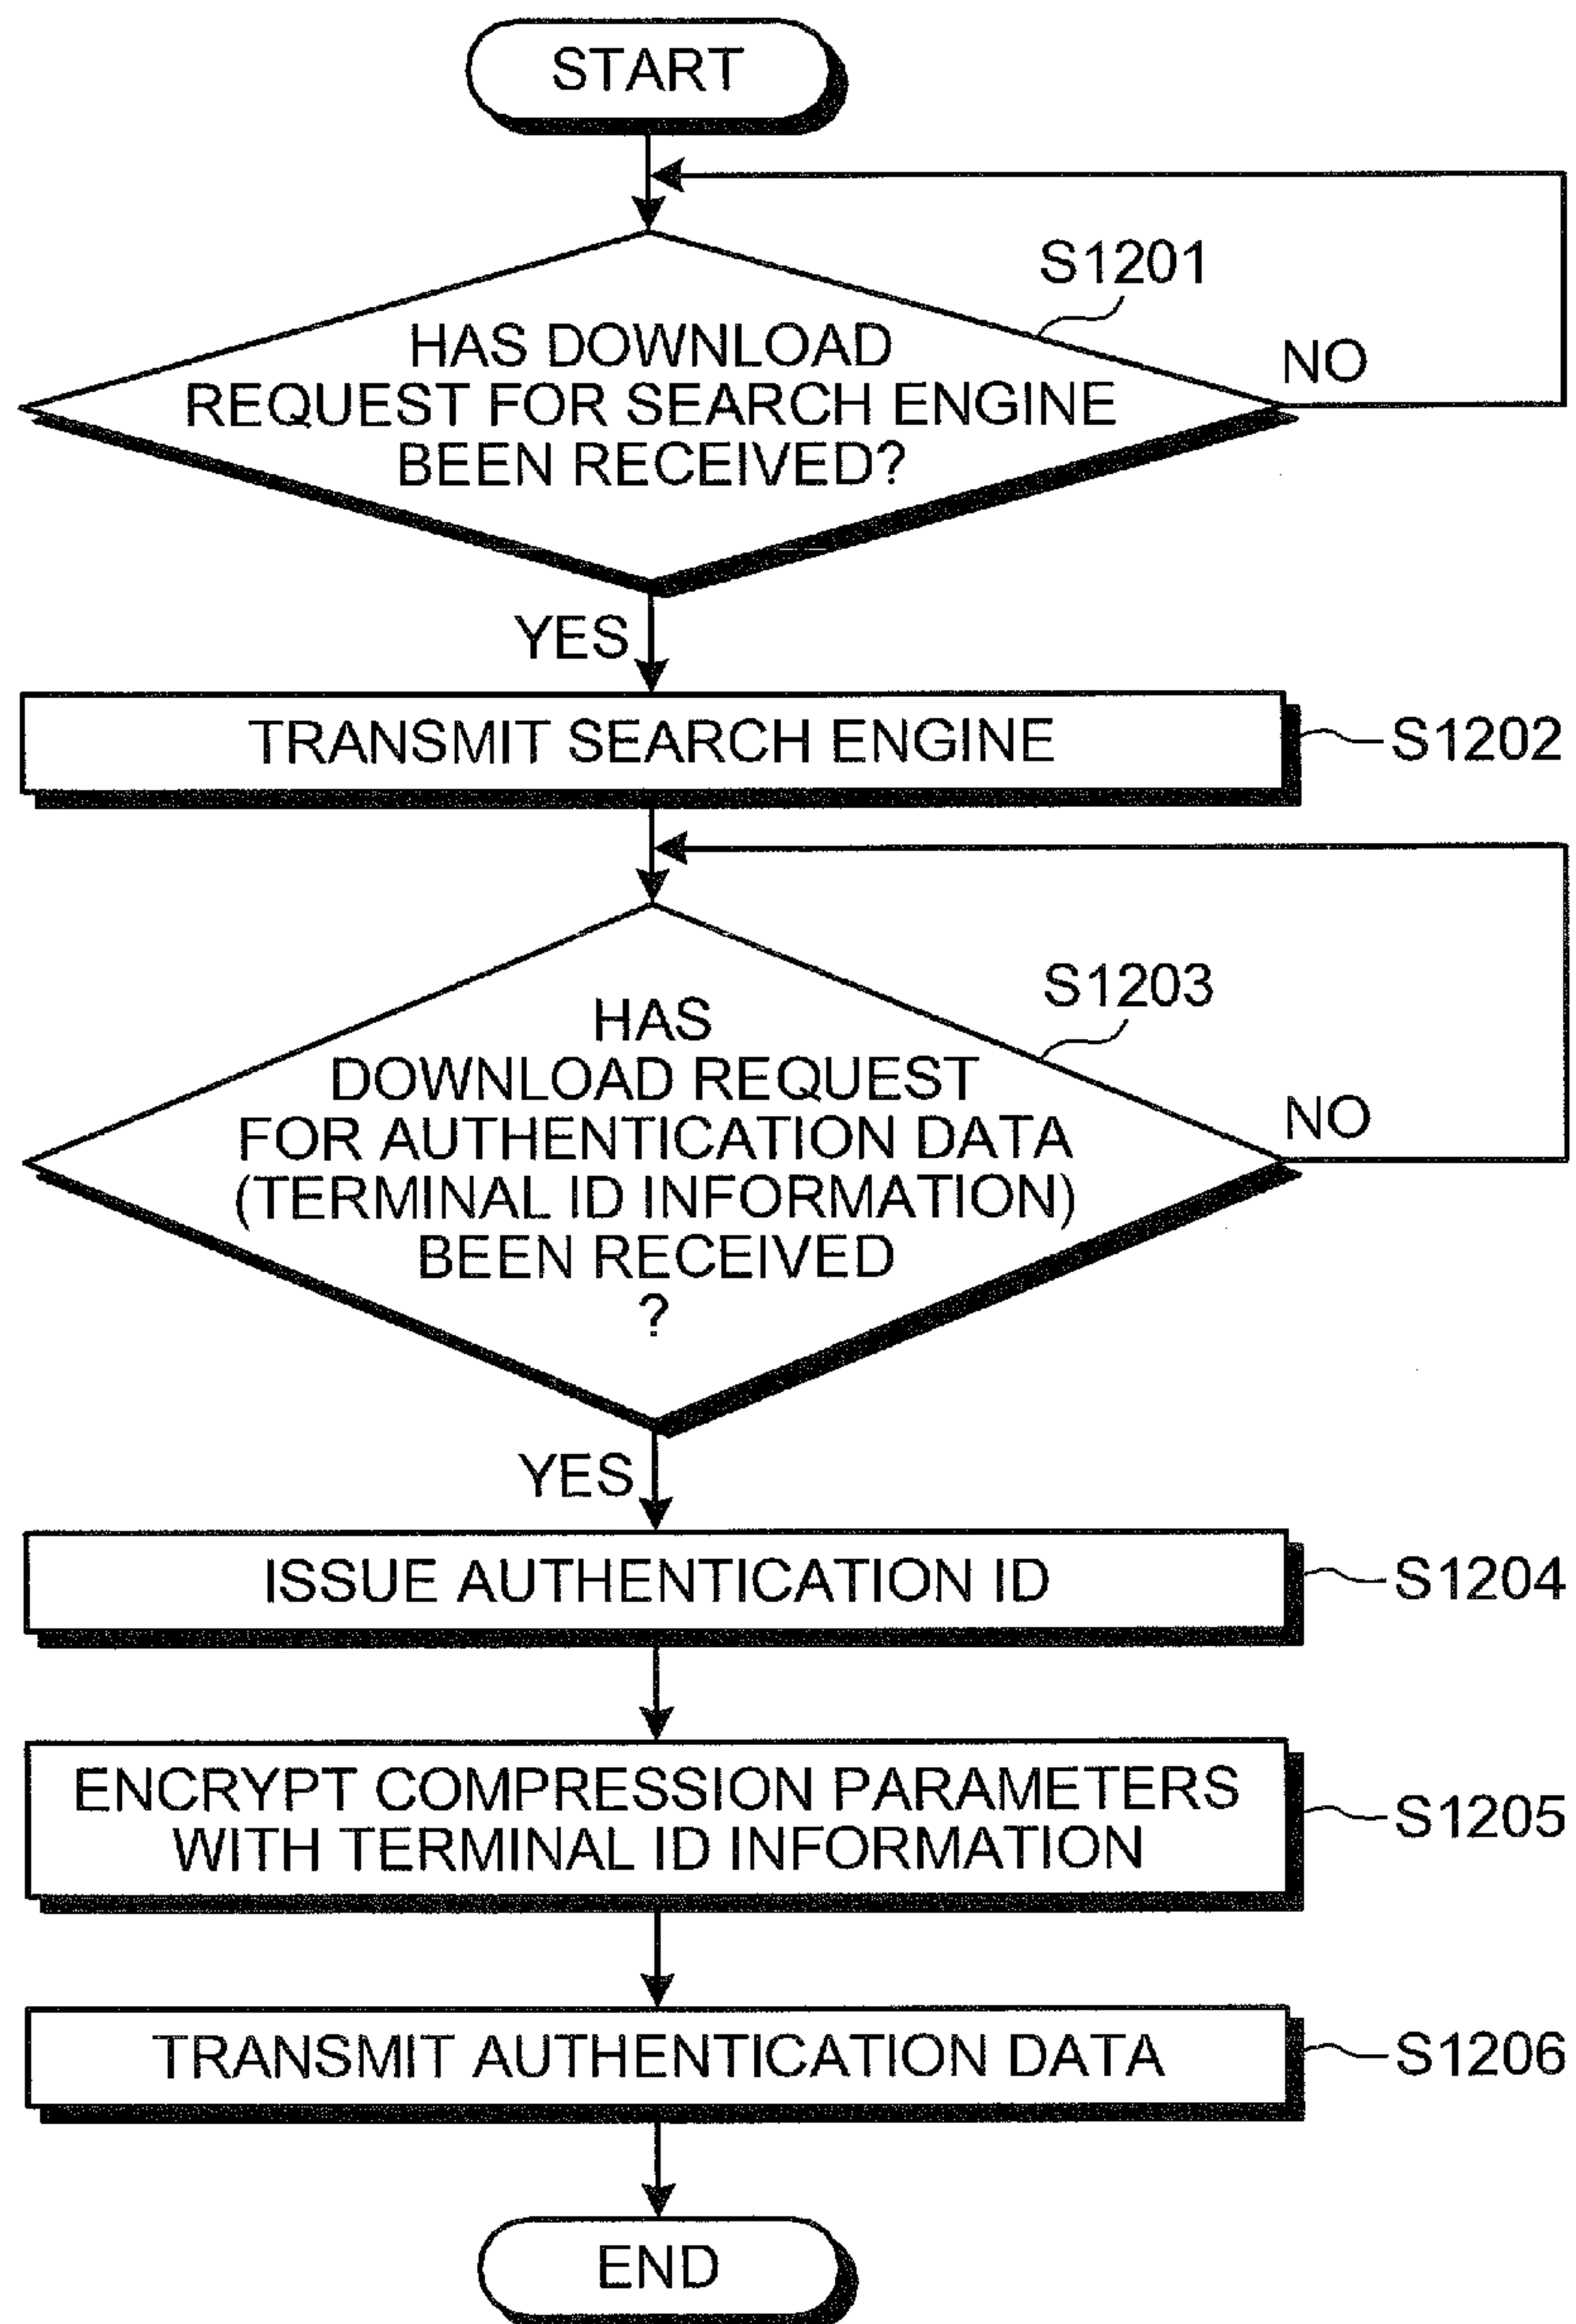 START
S1201
HAS DOWNLOAD
REQUEST FOR SEARCH ENGINE
BEEN RECEIVED?
NO
YES
TRANSMIT SEARCH ENGINE
S1202
S1203
HAS
DOWNLOAD REQUEST
FOR AUTHENTICATION DATA
(TERMINAL ID INFORMATION)
BEEN RECEIVED
?
NO
YES
ISSUE AUTHENTICATION ID
S1204
ENCRYPT COMPRESSION PARAMETERS
WITH TERMINAL ID INFORMATION
S1205
TRANSMIT AUTHENTICATION DATA
S1206
END